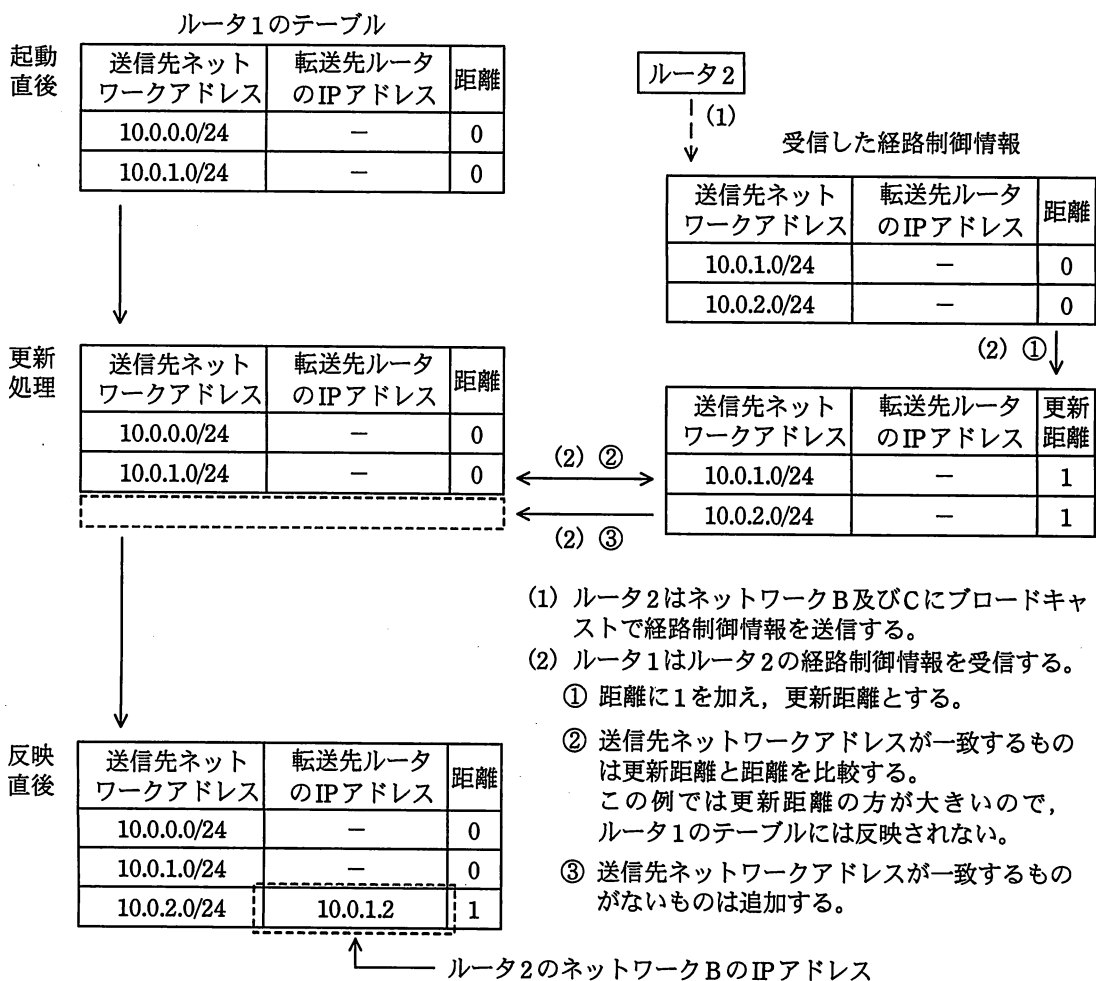 ルータ1のテーブル
起動
直後
送信先ネット
ワークアドレス
転送先ルータ
のIPアドレス
距離
10.0.0.0/24 － 0
10.0.1.0/24 － 0
ルータ2
(1)
受信した経路制御情報
送信先ネット
ワークアドレス
転送先ルータ
のIPアドレス
距離
10.0.1.0/24 － 0
10.0.2.0/24 － 0
(2) ①
更新
処理
送信先ネット
ワークアドレス
転送先ルータ
のIPアドレス
距離
10.0.0.0/24 － 0
10.0.1.0/24 － 0
(2) ②
(2) ③
送信先ネット
ワークアドレス
転送先ルータ
のIPアドレス
更新
距離
10.0.1.0/24 － 1
10.0.2.0/24 － 1
(1) ルータ2はネットワークB及びCにブロードキャ
ストで経路制御情報を送信する。
(2) ルータ1はルータ2の経路制御情報を受信する。
① 距離に1を加え，更新距離とする。
② 送信先ネットワークアドレスが一致するもの
は更新距離と距離を比較する。
この例では更新距離の方が大きいので，
ルータ1のテーブルには反映されない。
③ 送信先ネットワークアドレスが一致するもの
がないものは追加する。
反映
直後
送信先ネット
ワークアドレス
転送先ルータ
のIPアドレス
距離
10.0.0.0/24 － 0
10.0.1.0/24 － 0
10.0.2.0/24 10.0.1.2 1
ルータ2のネットワークBのIPアドレス